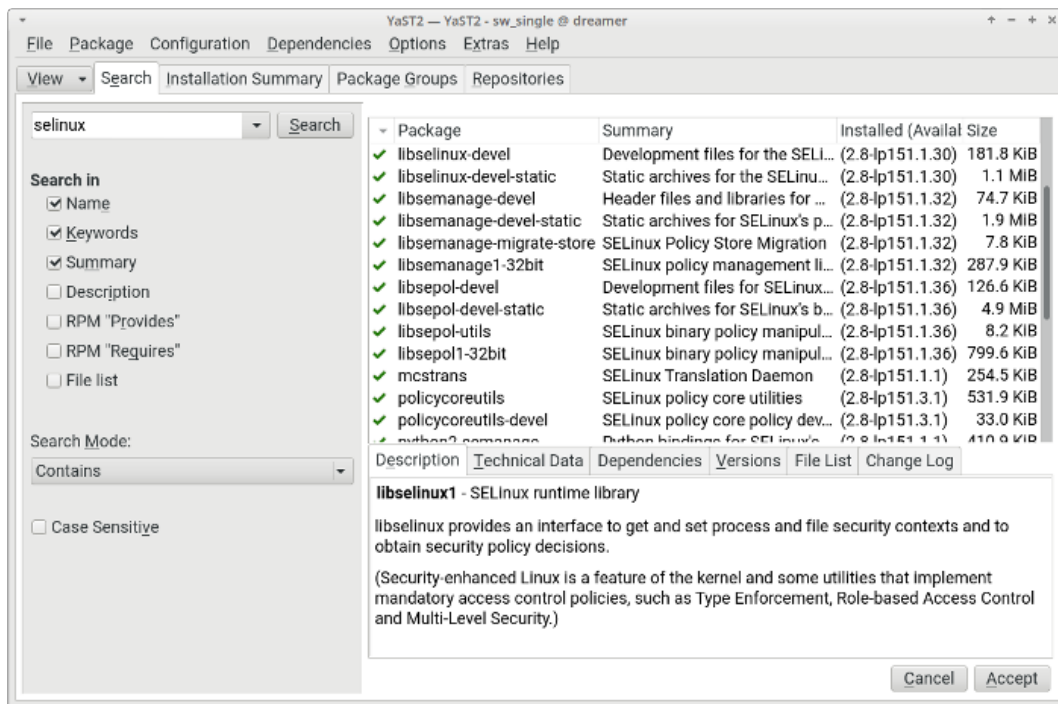 YaST2 — YaST2 - sw_single @ dreamer
File Package Configuration Dependencies Options Extras Help
View Search Installation Summary Package Groups Repositories
selinux Search
Search in
Name
Keywords
Summary
Description
RPM "Provides"
RPM "Requires"
File list
Search Mode:
Contains
Case Sensitive
Package Summary Installed (Availal Size
libselinux-devel Development files for the SELi... (2.8-lp151.1.30) 181.8 KiB
libselinux-devel-static Static archives for the SELinu... (2.8-lp151.1.30) 1.1 MiB
libsemanage-devel Header files and libraries for ... (2.8-lp151.1.32) 74.7 KiB
libsemanage-devel-static Static archives for SELinux's p... (2.8-lp151.1.32) 1.9 MiB
libsemanage-migrate-store SELinux Policy Store Migration (2.8-lp151.1.32) 7.8 KiB
libsemanage1-32bit SELinux policy management li... (2.8-lp151.1.32) 287.9 KiB
libsepol-devel Development files for SELinux... (2.8-lp151.1.36) 126.6 KiB
libsepol-devel-static Static archives for SELinux's b... (2.8-lp151.1.36) 4.9 MiB
libsepol-utils SELinux binary policy manipul... (2.8-lp151.1.36) 8.2 KiB
libsepol1-32bit SELinux binary policy manipul... (2.8-lp151.1.36) 799.6 KiB
mcstrans SELinux Translation Daemon (2.8-lp151.1.1) 254.5 KiB
policycoreutils SELinux policy core utilities (2.8-lp151.3.1) 531.9 KiB
policycoreutils-devel SELinux policy core policy dev... (2.8-lp151.3.1) 33.0 KiB
python2-semanage Python bindings for SELinux's... (2.8-lp151.1.1) 410.9 KiB
Description Technical Data Dependencies Versions File List Change Log
libselinux1 - SELinux runtime library
libselinux provides an interface to get and set process and file security contexts and to
obtain security policy decisions.
(Security-enhanced Linux is a feature of the kernel and some utilities that implement
mandatory access control policies, such as Type Enforcement, Role-based Access Control
and Multi-Level Security.)
Cancel Accept